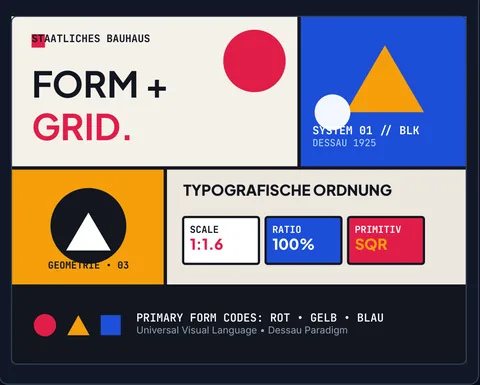 STAATLICHES BAUHAUS
FORM +
GRID.
SYSTEM 01 // BLK
DESSAU 1925
GEOMETRIE • 03
TYPOGRAFISCHE ORDNUNG
SCALE
1:1.6
RATIO
100%
PRIMITIV
SQR
PRIMARY FORM CODES: ROT • GELB • BLAU
Universal Visual Language • Dessau Paradigm